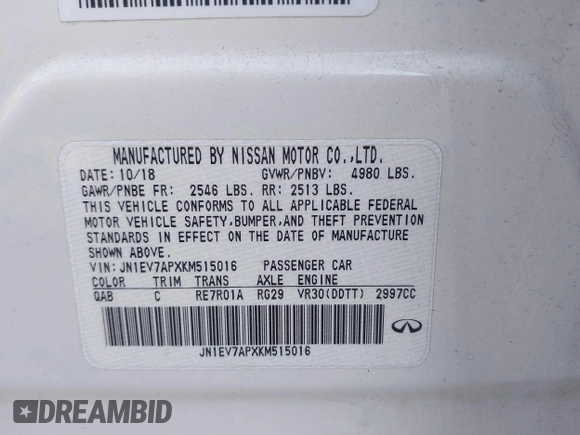 MANUFACTURED BY NISSAN MOTOR CO.,LTD.
DATE: 10/18 GVWR/PNBV: 4980 LBS.
GAWR/PNBE FR: 2546 LBS. RR: 2513 LBS.
THIS VEHICLE CONFORMS TO ALL APPLICABLE FEDERAL
MOTOR VEHICLE SAFETY,BUMPER,AND THEFT PREVENTION
STANDARDS IN EFFECT ON THE DATE OF MANUFACTURE
SHOWN ABOVE.
VIN: JN1EV7APXKM515016 PASSENGER CAR
COLOR TRIM TRANS AXLE ENGINE
QAB C RE7R01A RG29 VR30(DDTT) 2997CC
JN1EV7APXKM515016
DREAMBID